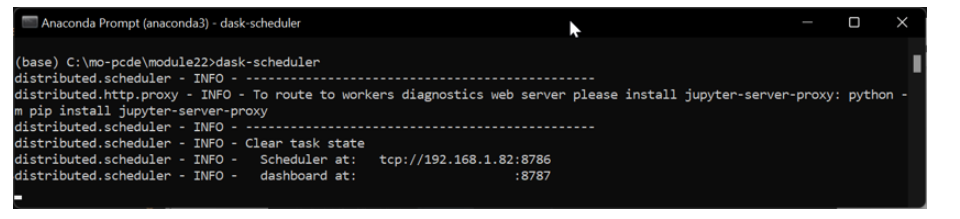 Anaconda Prompt (anaconda3) - dask-scheduler
(base) C:\mo-pcde\module22>dask-scheduler
distributed.scheduler - INFO - -----------------------------------------------
distributed.http.proxy - INFO - To route to workers diagnostics web server please install jupyter-server-proxy: python -
m pip install jupyter-server-proxy
distributed.scheduler - INFO - -----------------------------------------------
distributed.scheduler - INFO - Clear task state
distributed.scheduler - INFO -   Scheduler at:   tcp://192.168.1.82:8786
distributed.scheduler - INFO -   dashboard at:                     :8787